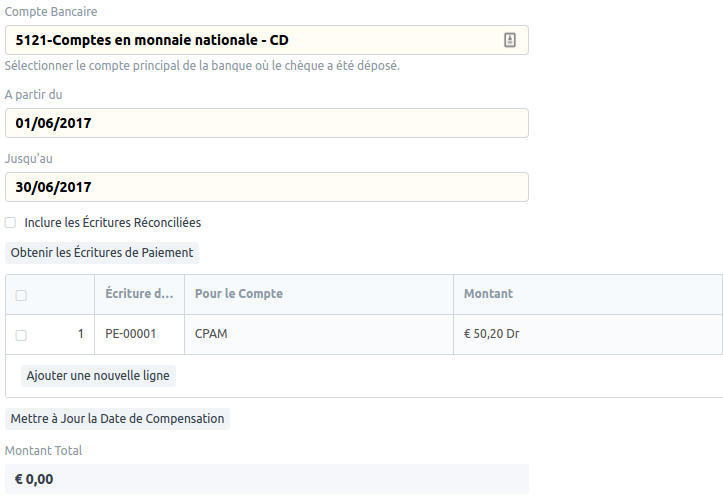 Compte Bancaire
5121-Comptes en monnaie nationale - CD
Sélectionner le compte principal de la banque où le chèque a été déposé.
A partir du
01/06/2017
Jusqu'au
30/06/2017
Inclure les Écritures Réconciliées
Obtenir les Écritures de Paiement
Écriture d... Pour le Compte Montant
1 PE-00001 CPAM € 50,20 Dr
Ajouter une nouvelle ligne
Mettre à Jour la Date de Compensation
Montant Total
€ 0,00